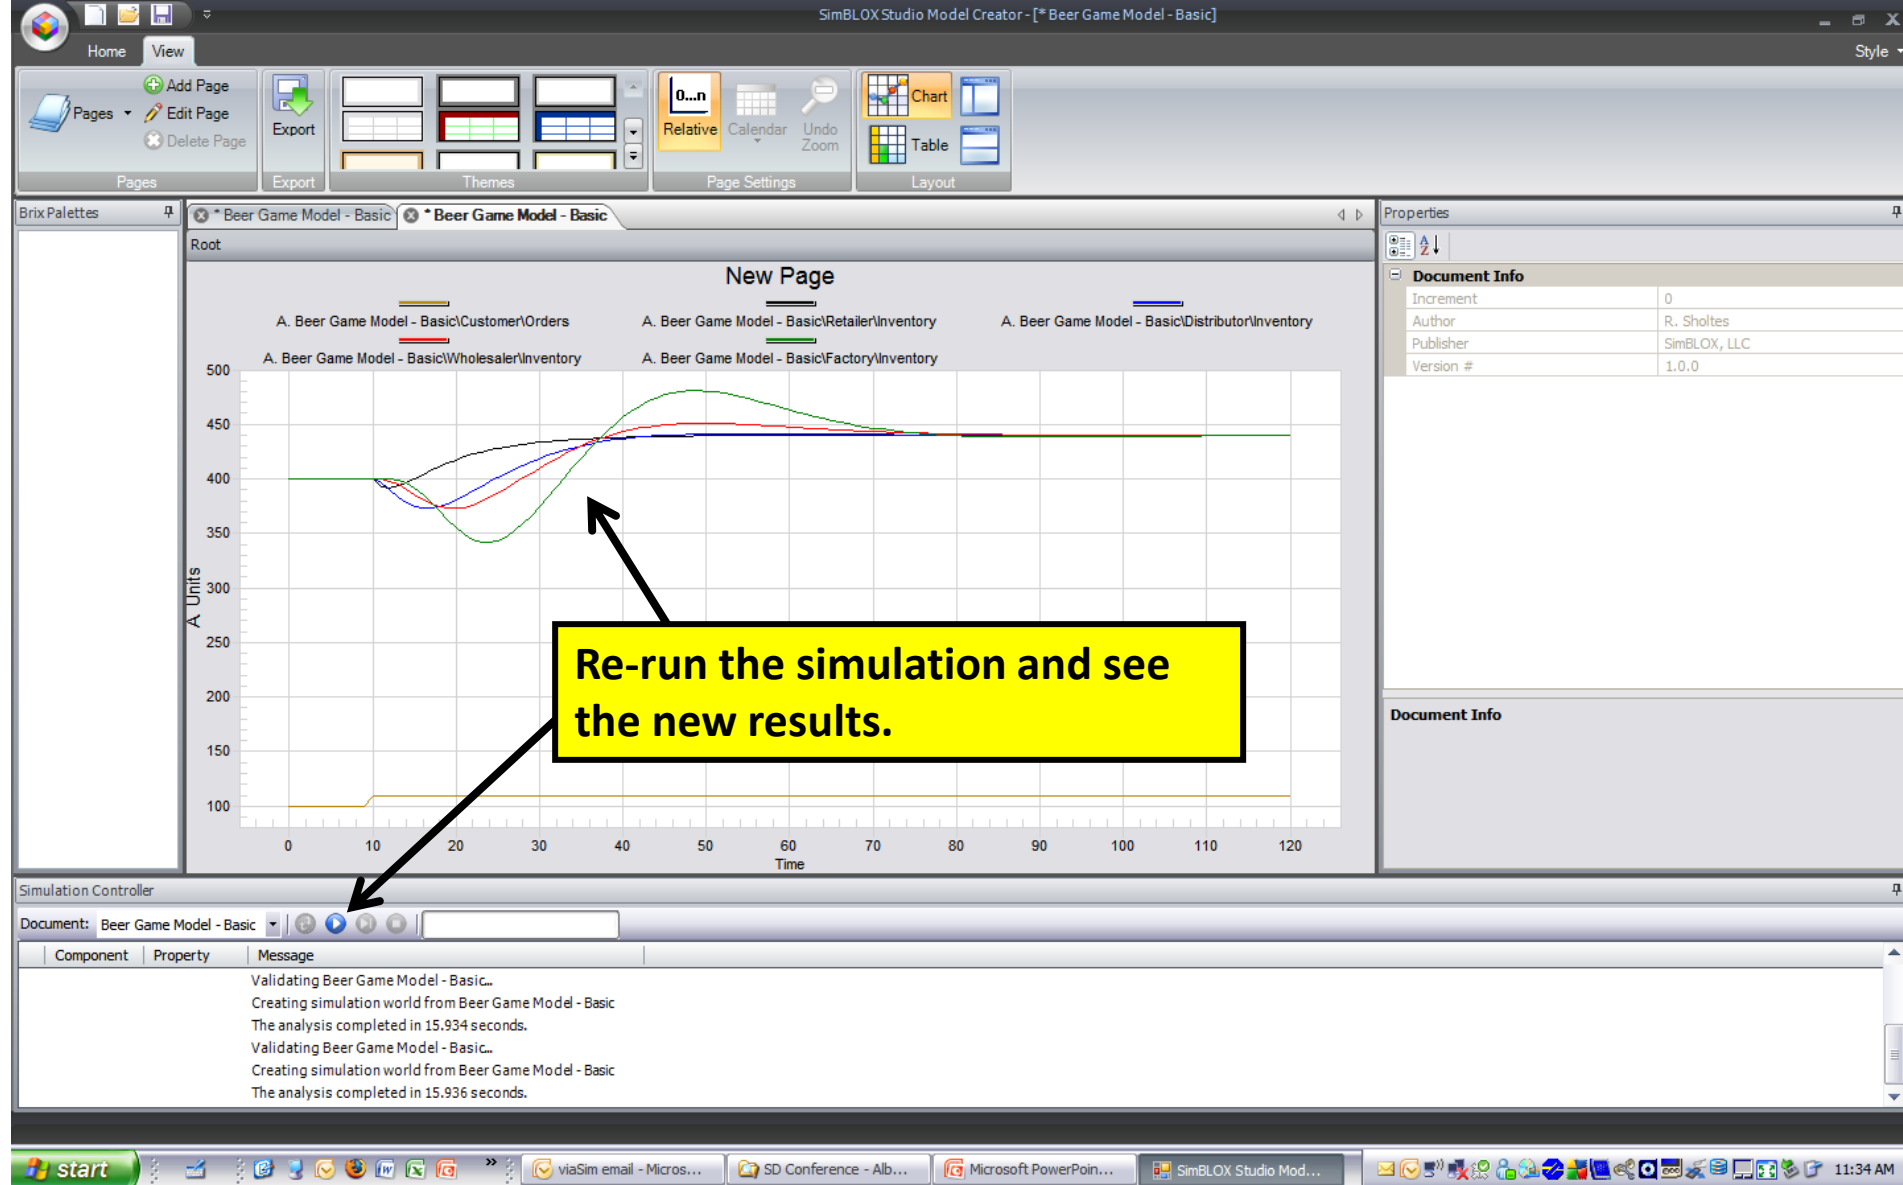 SimBLOX Studio Model Creator - [* Beer Game Model - Basic]
Home View Style
Pages
Add Page
Edit Page
Delete Page
Export
0...n
Relative
Calendar
Undo Zoom
Chart
Table
Pages Export Themes Page Settings Layout
Brix Palettes
* Beer Game Model - Basic
* Beer Game Model - Basic
Root
New Page
A. Beer Game Model - Basic\Customer\Orders
A. Beer Game Model - Basic\Retailer\Inventory
A. Beer Game Model - Basic\Distributor\Inventory
A. Beer Game Model - Basic\Wholesaler\Inventory
A. Beer Game Model - Basic\Factory\Inventory
500
450
400
350
300
250
200
150
100
A Units
0 10 20 30 40 50 60 70 80 90 100 110 120
Time
Re-run the simulation and see
the new results.
Properties
A
Z
Document Info
Increment 0
Author R. Sholtes
Publisher SimBLOX, LLC
Version # 1.0.0
Document Info
Simulation Controller
Document: Beer Game Model - Basic
Component Property Message
Validating Beer Game Model - Basic...
Creating simulation world from Beer Game Model - Basic
The analysis completed in 15.934 seconds.
Validating Beer Game Model - Basic...
Creating simulation world from Beer Game Model - Basic
The analysis completed in 15.936 seconds.
start
viaSim email - Micros...
SD Conference - Alb...
Microsoft PowerPoin...
SimBLOX Studio Mod...
11:34 AM